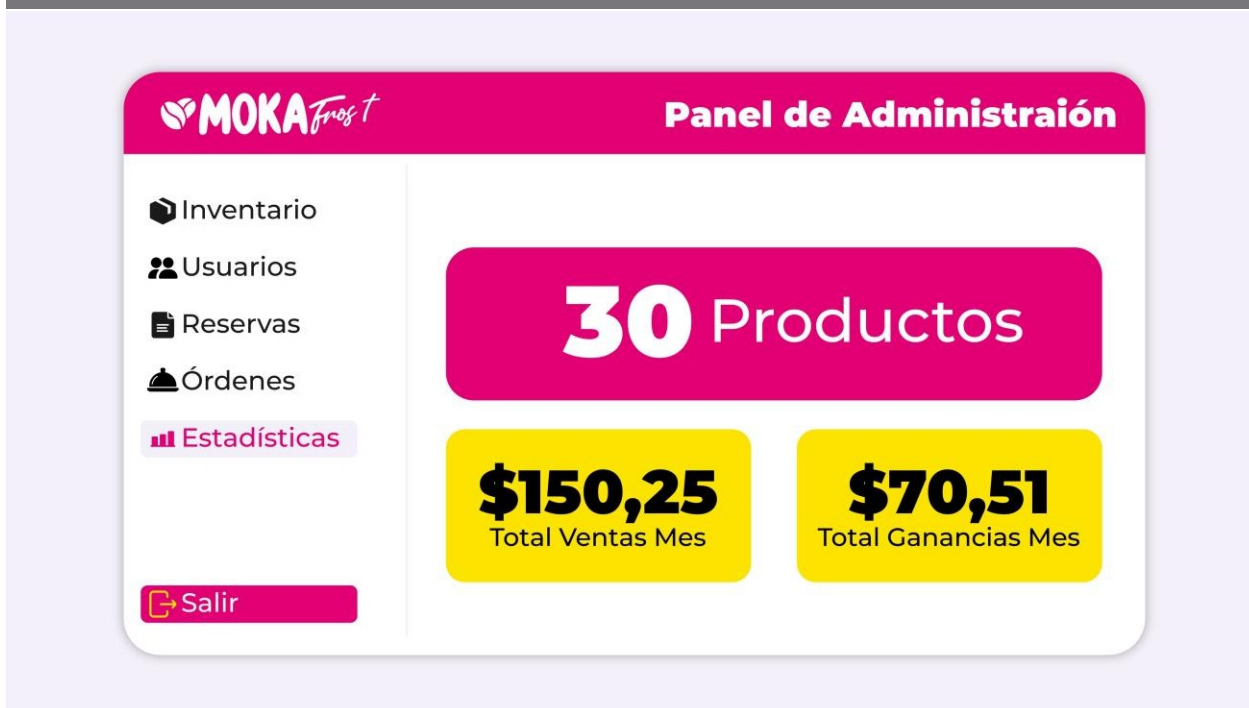 MOKA Frost
Panel de Administraión
Inventario
Usuarios
Reservas
Órdenes
Estadísticas
Salir
30 Productos
$150,25
Total Ventas Mes
$70,51
Total Ganancias Mes